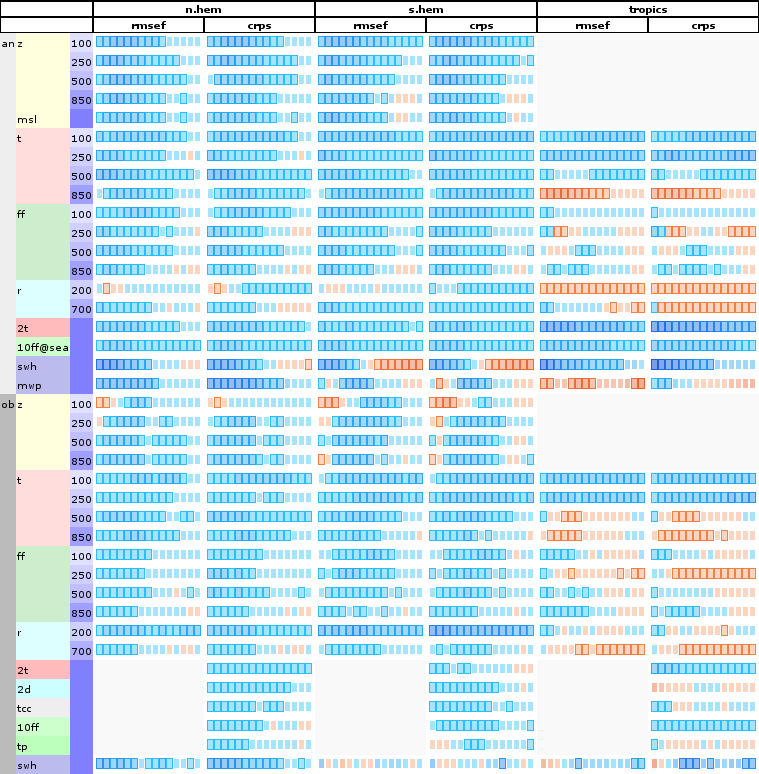 n.hem s.hem tropics
rmsef crps rmsef crps rmsef crps
an z 100
250
500
850
msl
t 100
250
500
850
ff 100
250
500
850
r 200
700
2t
10ff@sea
swh
mwp
ob z 100
250
500
850
t 100
250
500
850
ff 100
250
500
850
r 200
700
2t
2d
tcc
10ff
tp
swh